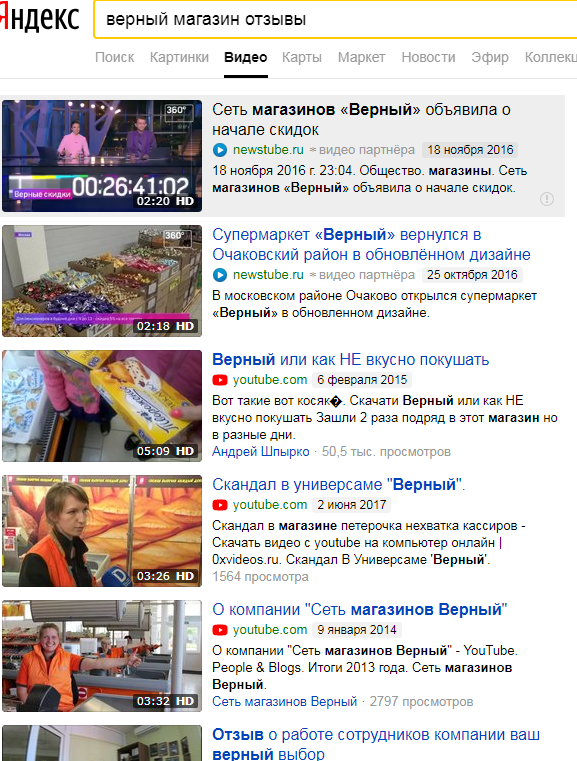 Яндекс
верный магазин отзывы
Поиск Картинки Видео Карты Маркет Новости Эфир Коллекц
360°
00:26:41:02
Верные скидки
02:20 HD
Сеть магазинов «Верный» объявила о
начале скидок
newstube.ru видео партнёра 18 ноября 2016
18 ноября 2016 г. 23:04. Общество. магазины. Сеть
магазинов «Верный» объявила о начале скидок.
360°
02:18 HD
Супермаркет «Верный» вернулся в
Очаковский район в обновлённом дизайне
newstube.ru видео партнёра 25 октября 2016
В московском районе Очаково открылся супермаркет
«Верный» в обновленном дизайне.
05:09 HD
Верный или как НЕ вкусно покушать
youtube.com 6 февраля 2015
Вот такие вот косяк�. Скачати Верный или как НЕ
вкусно покушать Зашли 2 раза подряд в этот магазин но
в разные дни.
Андрей Шпырко · 50,5 тыс. просмотров
03:26 HD
Скандал в универсаме "Верный".
youtube.com 2 июня 2017
Скандал в магазине петерочка нехватка кассиров -
Скачать видео с youtube на компьютер онлайн |
0xvideos.ru. Скандал В Универсаме 'Верный'.
1564 просмотра
03:32 HD
О компании "Сеть магазинов Верный"
youtube.com 9 января 2014
О компании "Сеть магазинов Верный" - YouTube.
People & Blogs. Итоги 2013 года. Сеть магазинов
Верный.
Сеть магазинов Верный · 2797 просмотров
Отзыв о работе сотрудников компании ваш
верный выбор